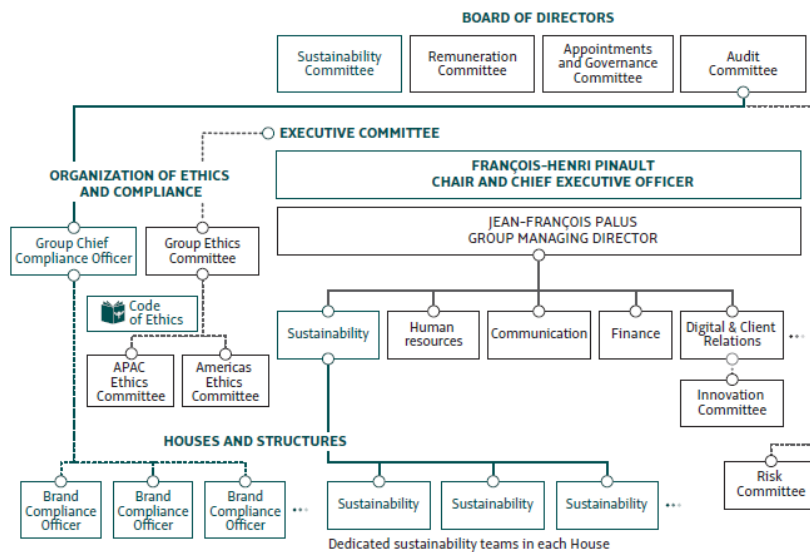 BOARD OF DIRECTORS
Sustainability
Committee
Remuneration
Committee
Appointments
and Governance
Committee
Audit
Committee
EXECUTIVE COMMITTEE
ORGANIZATION OF ETHICS
AND COMPLIANCE
FRANÇOIS-HENRI PINAULT
CHAIR AND CHIEF EXECUTIVE OFFICER
JEAN-FRANÇOIS PALUS
GROUP MANAGING DIRECTOR
Group Chief
Compliance Officer
Group Ethics
Committee
Code
of Ethics
APAC
Ethics
Committee
Americas
Ethics
Committee
Sustainability
Human
resources
Communication
Finance
Digital & Client
Relations
...
Innovation
Committee
HOUSES AND STRUCTURES
Brand
Compliance
Officer
Brand
Compliance
Officer
Brand
Compliance
Officer
...
Sustainability
Sustainability
Sustainability
...
Risk
Committee
Dedicated sustainability teams in each House